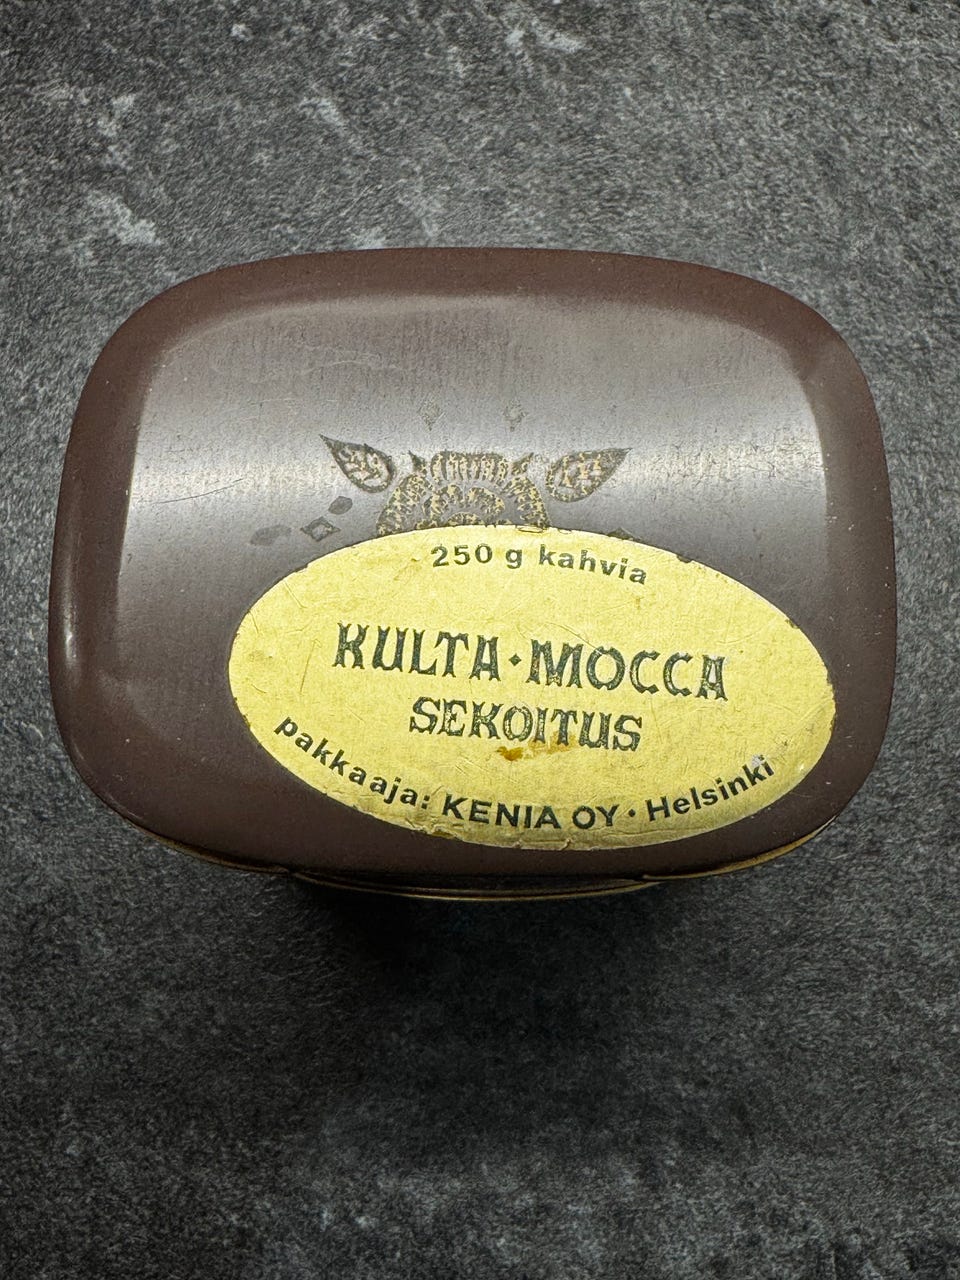 250 g kahvia
KULTA·MOCCA
SEKOITUS
pakkaaja: KENIA OY · Helsinki